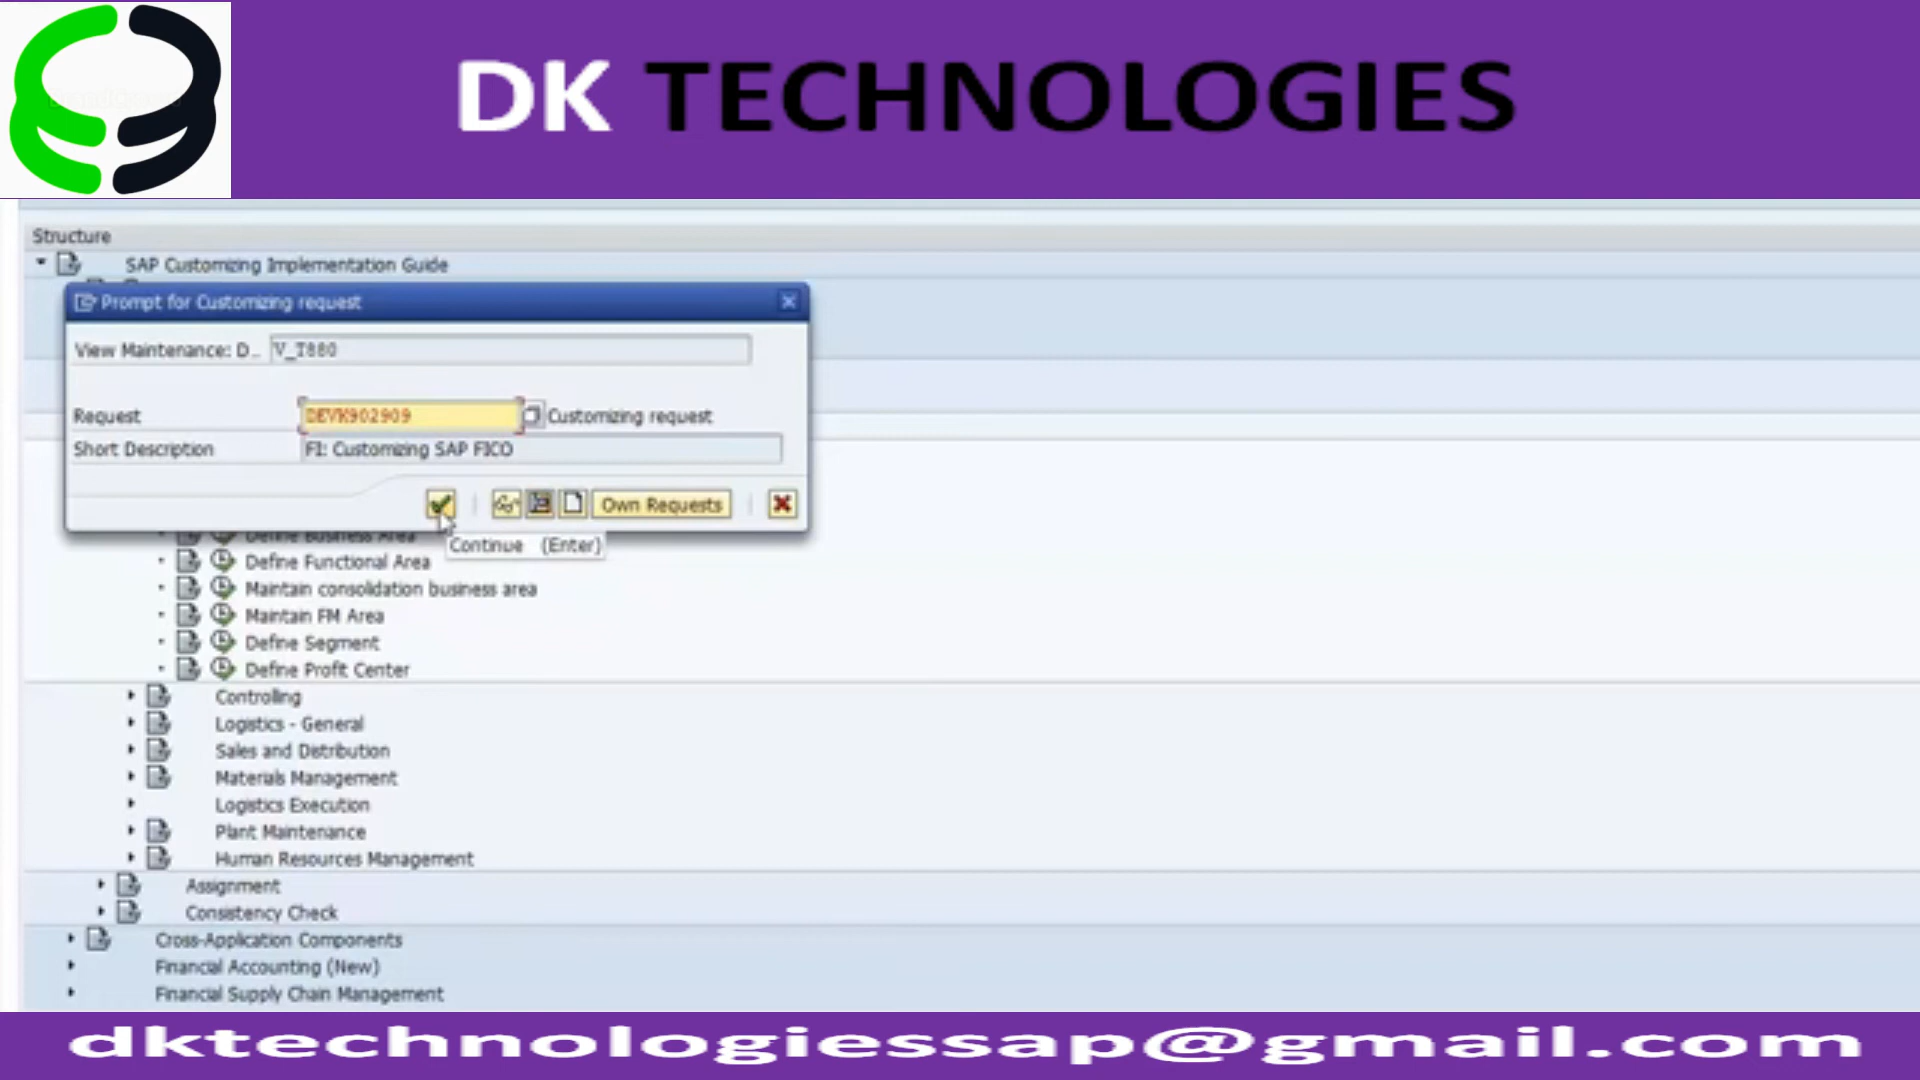 DK TECHNOLOGIES
Structure
SAP Customizing Implementation Guide
Prompt for Customizing request
View Maintenance: D.. V_T880
Request DEVK902909 Customizing request
Short Description FI: Customizing SAP FICO
Own Requests
Define Business Area
Continue (Enter)
Define Functional Area
Maintain consolidation business area
Maintain FM Area
Define Segment
Define Profit Center
Controlling
Logistics - General
Sales and Distribution
Materials Management
Logistics Execution
Plant Maintenance
Human Resources Management
Assignment
Consistency Check
Cross-Application Components
Financial Accounting (New)
Financial Supply Chain Management
dktechnologiessap@gmail.com